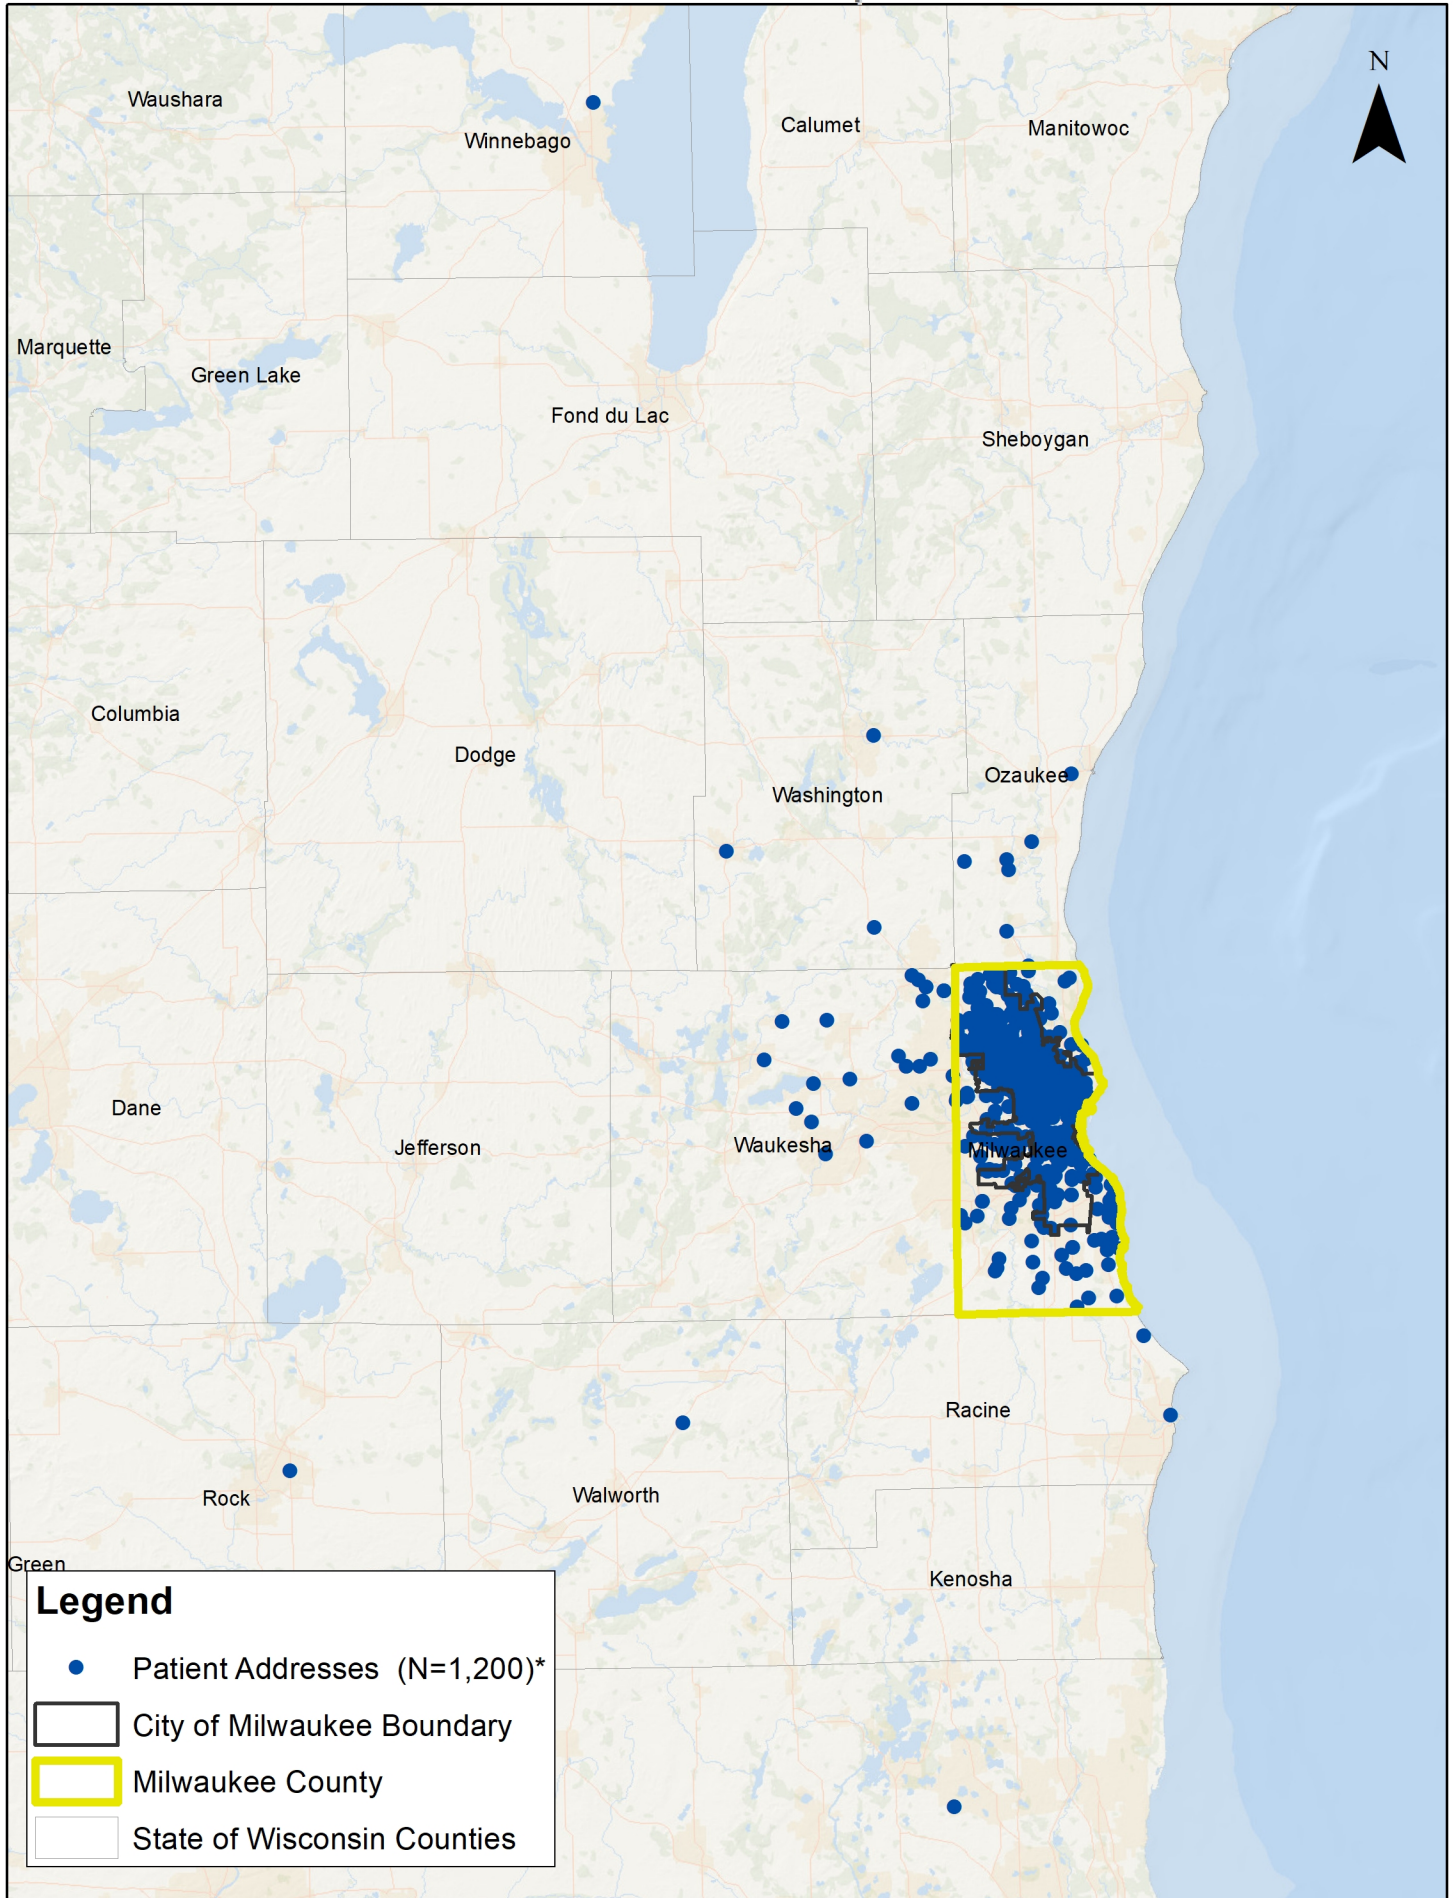 N
Waushara
Winnebago
Calumet
Manitowoc
Marquette
Green Lake
Fond du Lac
Sheboygan
Columbia
Dodge
Washington
Ozaukee
Dane
Jefferson
Waukesha
Milwaukee
Racine
Rock
Walworth
Green
Kenosha
Legend
Patient Addresses (N=1,200)*
City of Milwaukee Boundary
Milwaukee County
State of Wisconsin Counties